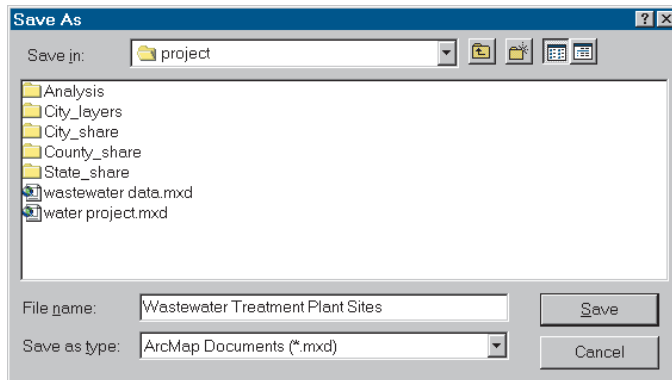 Save As
Save in:
project
Analysis
City_layers
City_share
County_share
State_share
wastewater data.mxd
water project.mxd
File name:
Wastewater Treatment Plant Sites
Save
Save as type:
ArcMap Documents (*.mxd)
Cancel